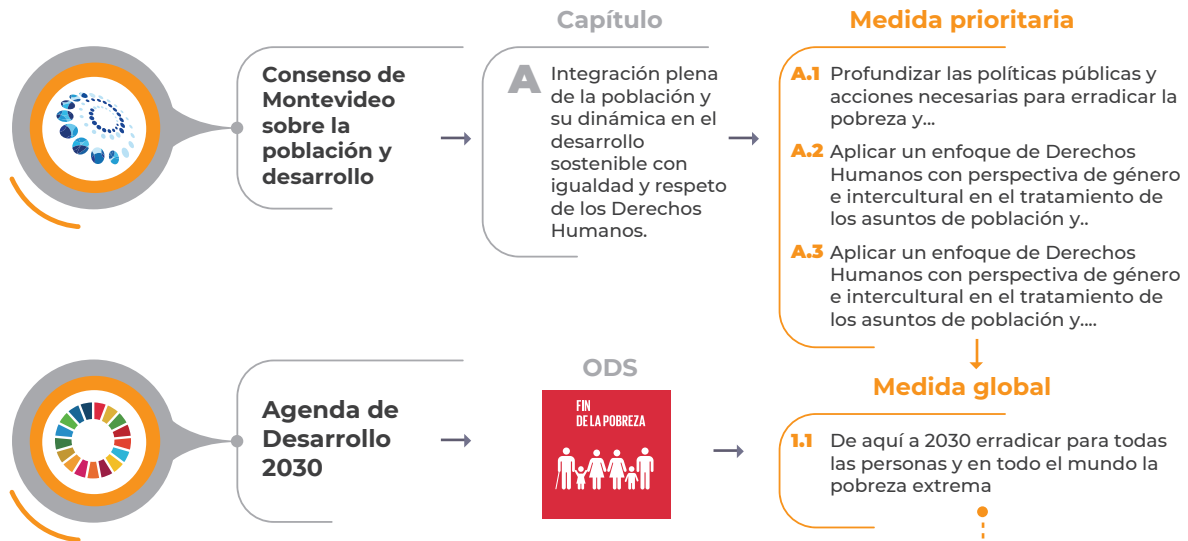 Capítulo
Medida prioritaria
Consenso de
Montevideo
sobre la
población y
desarrollo
A
Integración plena
de la población y
su dinámica en el
desarrollo
sostenible con
igualdad y respeto
de los Derechos
Humanos.
A.1 Profundizar las políticas públicas y
acciones necesarias para erradicar la
pobreza y...
A.2 Aplicar un enfoque de Derechos
Humanos con perspectiva de género
e intercultural en el tratamiento de
los asuntos de población y..
A.3 Aplicar un enfoque de Derechos
Humanos con perspectiva de género
e intercultural en el tratamiento de
los asuntos de población y....
ODS
Medida global
Agenda de
Desarrollo
2030
FIN
DE LA POBREZA
1.1 De aquí a 2030 erradicar para todas
las personas y en todo el mundo la
pobreza extrema